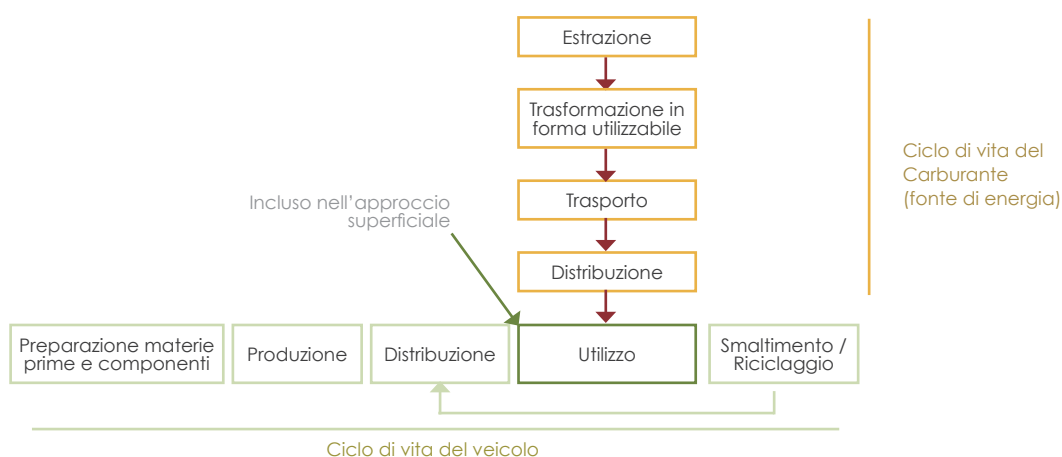 Estrazione
Trasformazione in
forma utilizzabile
Ciclo di vita del
Carburante
(fonte di energia)
Incluso nell'approccio
superficiale
Trasporto
Distribuzione
Preparazione materie
prime e componenti
Produzione
Distribuzione
Utilizzo
Smaltimento /
Riciclaggio
Ciclo di vita del veicolo